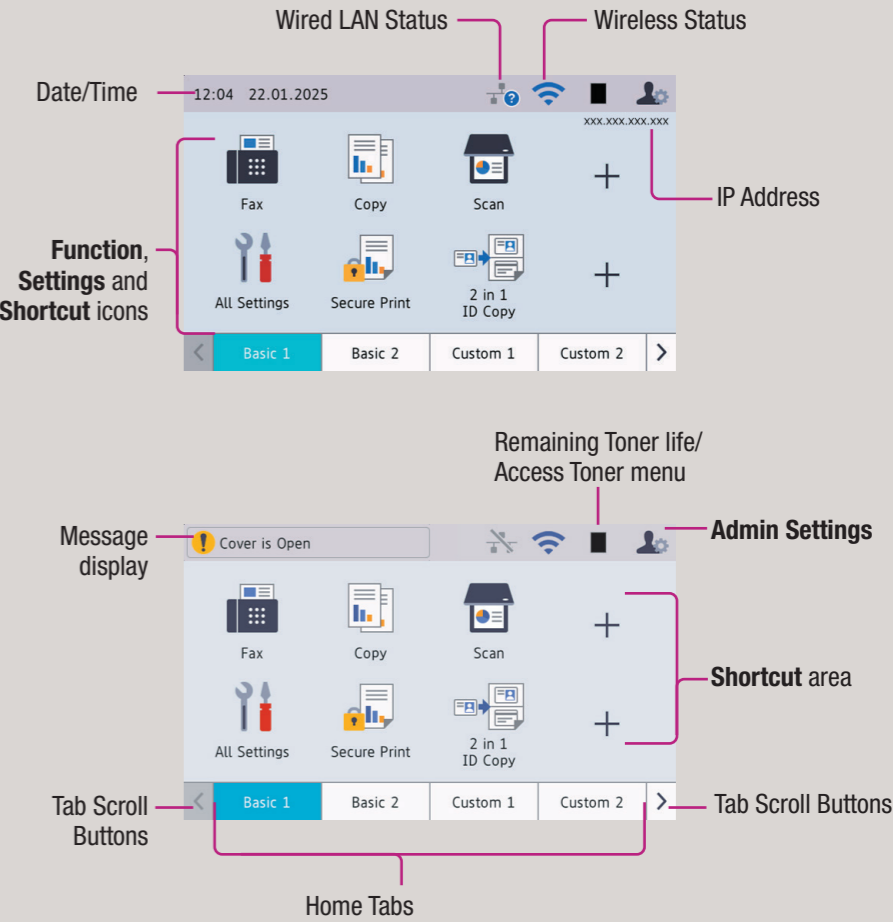 Wired LAN Status
Wireless Status
Date/Time
12:04 22.01.2025
?
xxx.xxx.xxx.xxx
IP Address
Fax
Copy
Scan
+
Function,
Settings and
Shortcut icons
All Settings
Secure Print
2 in 1
ID Copy
+
< Basic 1 Basic 2 Custom 1 Custom 2 >
Remaining Toner life/
Access Toner menu
Message
display
! Cover is Open
Admin Settings
Fax
Copy
Scan
+
Shortcut area
All Settings
Secure Print
2 in 1
ID Copy
+
< Basic 1 Basic 2 Custom 1 Custom 2 >
Tab Scroll
Buttons
Tab Scroll Buttons
Home Tabs